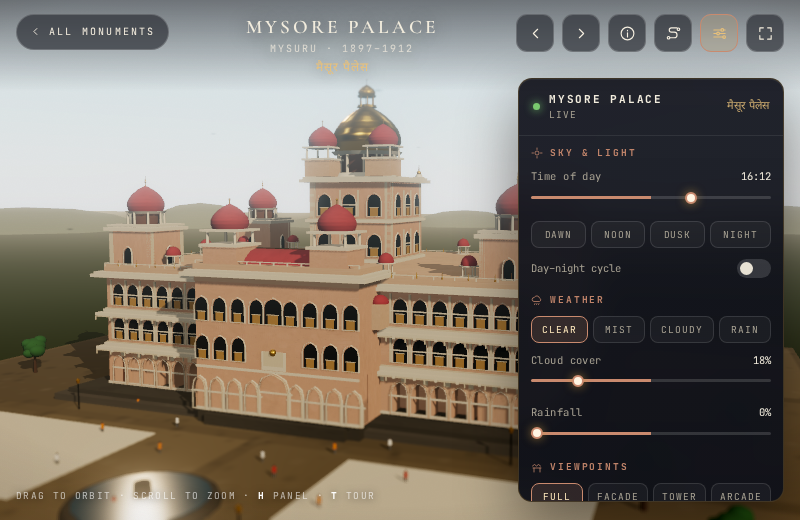 ALL MONUMENTS
MYSORE PALACE
MYSURU · 1897–1912
मैसूर पैलेस
MYSORE PALACE
LIVE
मैसूर पैलेस
SKY & LIGHT
Time of day 16:12
DAWN NOON DUSK NIGHT
Day-night cycle
WEATHER
CLEAR MIST CLOUDY RAIN
Cloud cover 18%
Rainfall 0%
VIEWPOINTS
FULL FACADE TOWER ARCADE
DRAG TO ORBIT · SCROLL TO ZOOM · H PANEL · T TOUR